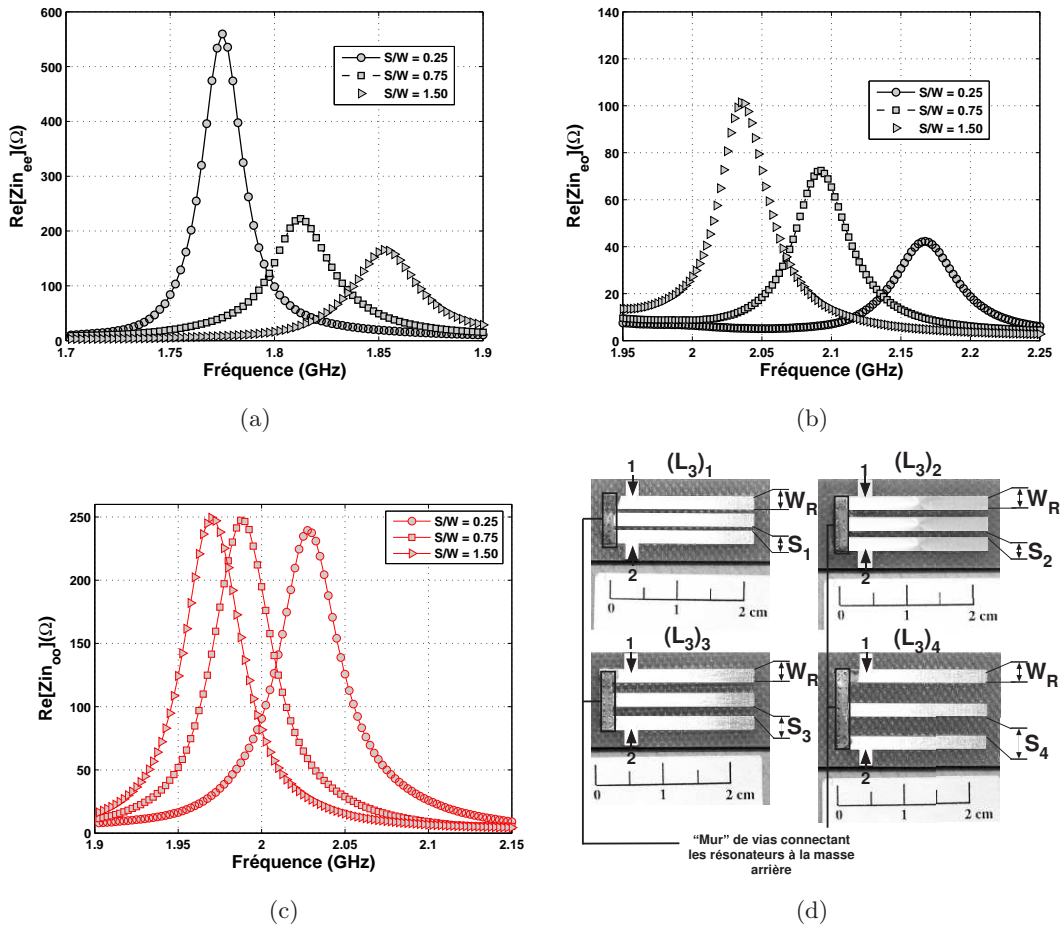 600
500
400
300
200
100
0
Re[Zin_ee](Ω)
S/W = 0.25
S/W = 0.75
S/W = 1.50
1.7
1.75
1.8
1.85
1.9
Fréquence (GHz)
(a)
140
120
100
80
60
40
20
0
Re[Zin_eo](Ω)
S/W = 0.25
S/W = 0.75
S/W = 1.50
1.95
2
2.05
2.1
2.15
2.2
2.25
Fréquence (GHz)
(b)
250
200
150
100
50
0
Re[Zin_oo](Ω)
S/W = 0.25
S/W = 0.75
S/W = 1.50
1.9
1.95
2
2.05
2.1
2.15
Fréquence (GHz)
(c)
1 (L₃)₁
W_R
S₁
2
0 1 2 cm
1 (L₃)₂
W_R
S₂
2
0 1 2 cm
1 (L₃)₃
W_R
S₃
2
0 1 2 cm
1 (L₃)₄
W_R
S₄
2
0 1 2 cm
“Mur” de vias connectant
les résonateurs à la masse
arrière
(d)